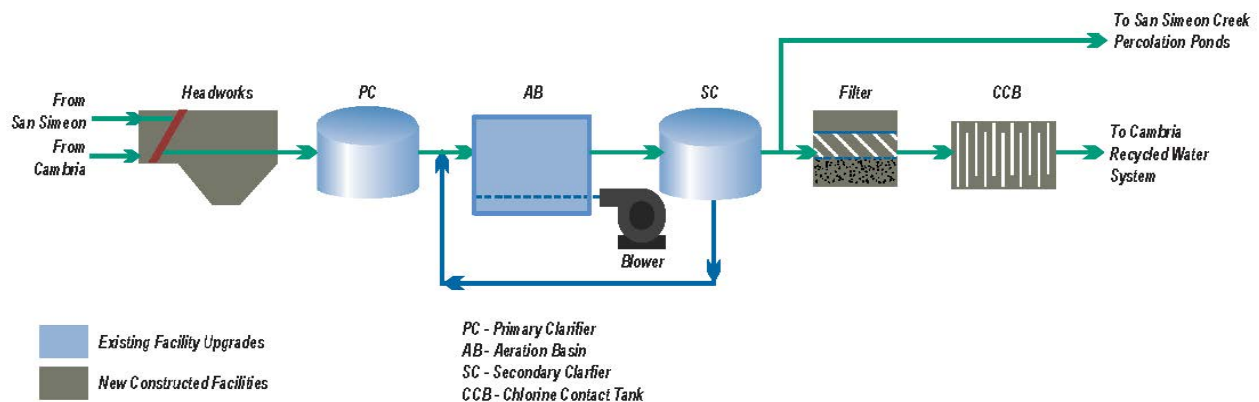 To San Simeon Creek
Percolation Ponds
Headworks
PC
AB
SC
Filter
CCB
From
San Simeon
From
Cambria
To Cambria
Recycled Water
System
Blower
Existing Facility Upgrades
New Constructed Facilities
PC - Primary Clarifier
AB - Aeration Basin
SC - Secondary Clarfier
CCB - Chlorine Contact Tank